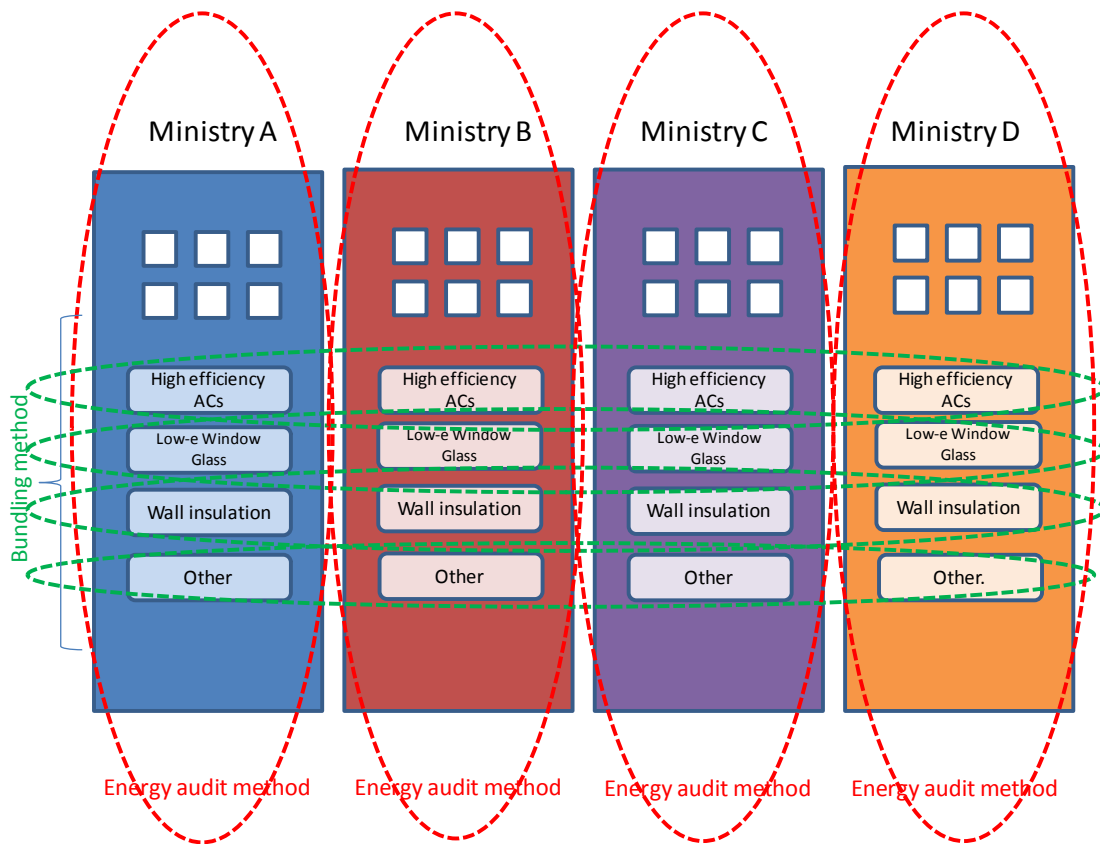 Ministry A
Ministry B
Ministry C
Ministry D
High efficiency
ACs
High efficiency
ACs
High efficiency
ACs
High efficiency
ACs
Low-e Window
Glass
Low-e Window
Glass
Low-e Window
Glass
Low-e Window
Glass
Wall insulation
Wall insulation
Wall insulation
Wall insulation
Other
Other
Other
Other.
Bundling method
Energy audit method
Energy audit method
Energy audit method
Energy audit method